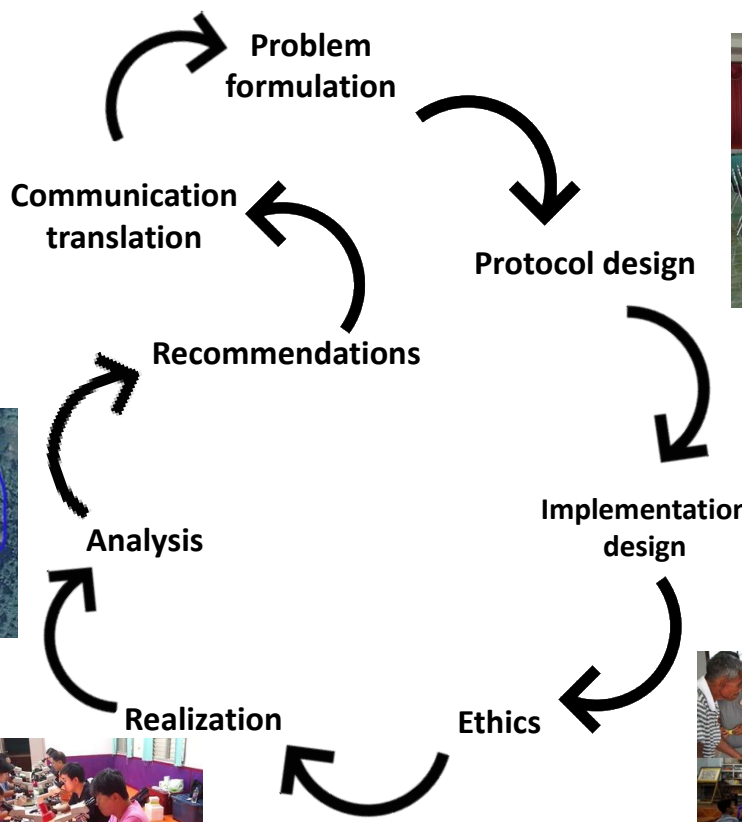 Problem
formulation
Protocol design
Implementation
design
Ethics
Realization
Analysis
Recommendations
Communication
translation